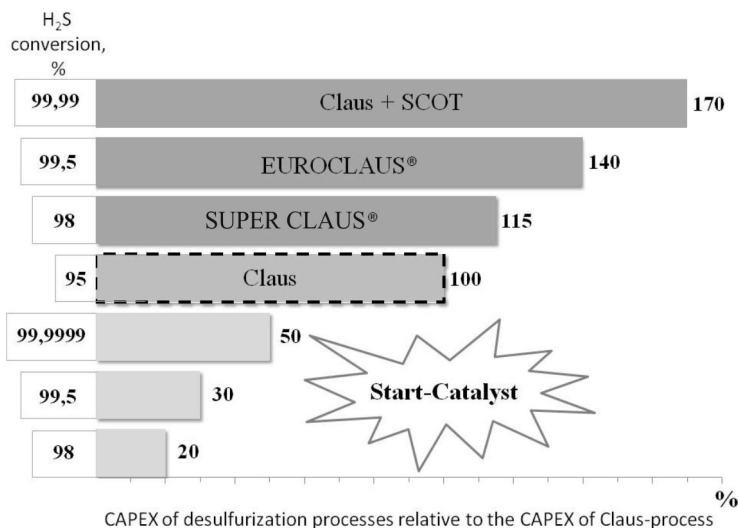 H₂S
conversion,
%
99,99 Claus + SCOT 170
99,5 EUROCLAUS® 140
98 SUPER CLAUS® 115
95 Claus 100
99,9999 50
99,5 30
98 20
Start-Catalyst
%
CAPEX of desulfurization processes relative to the CAPEX of Claus-process